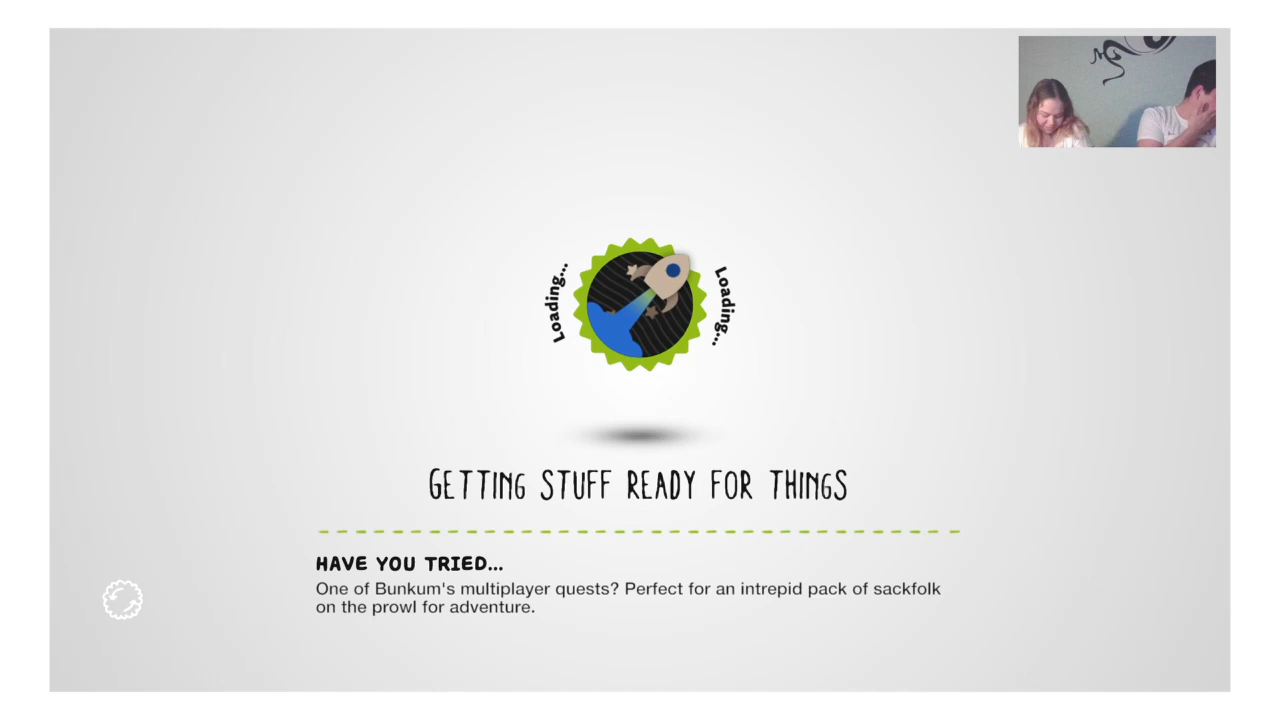 Loading...
Loading...
GETTING STUFF READY FOR THINGS
HAVE YOU TRIED...
One of Bunkum's multiplayer quests? Perfect for an intrepid pack of sackfolk
on the prowl for adventure.